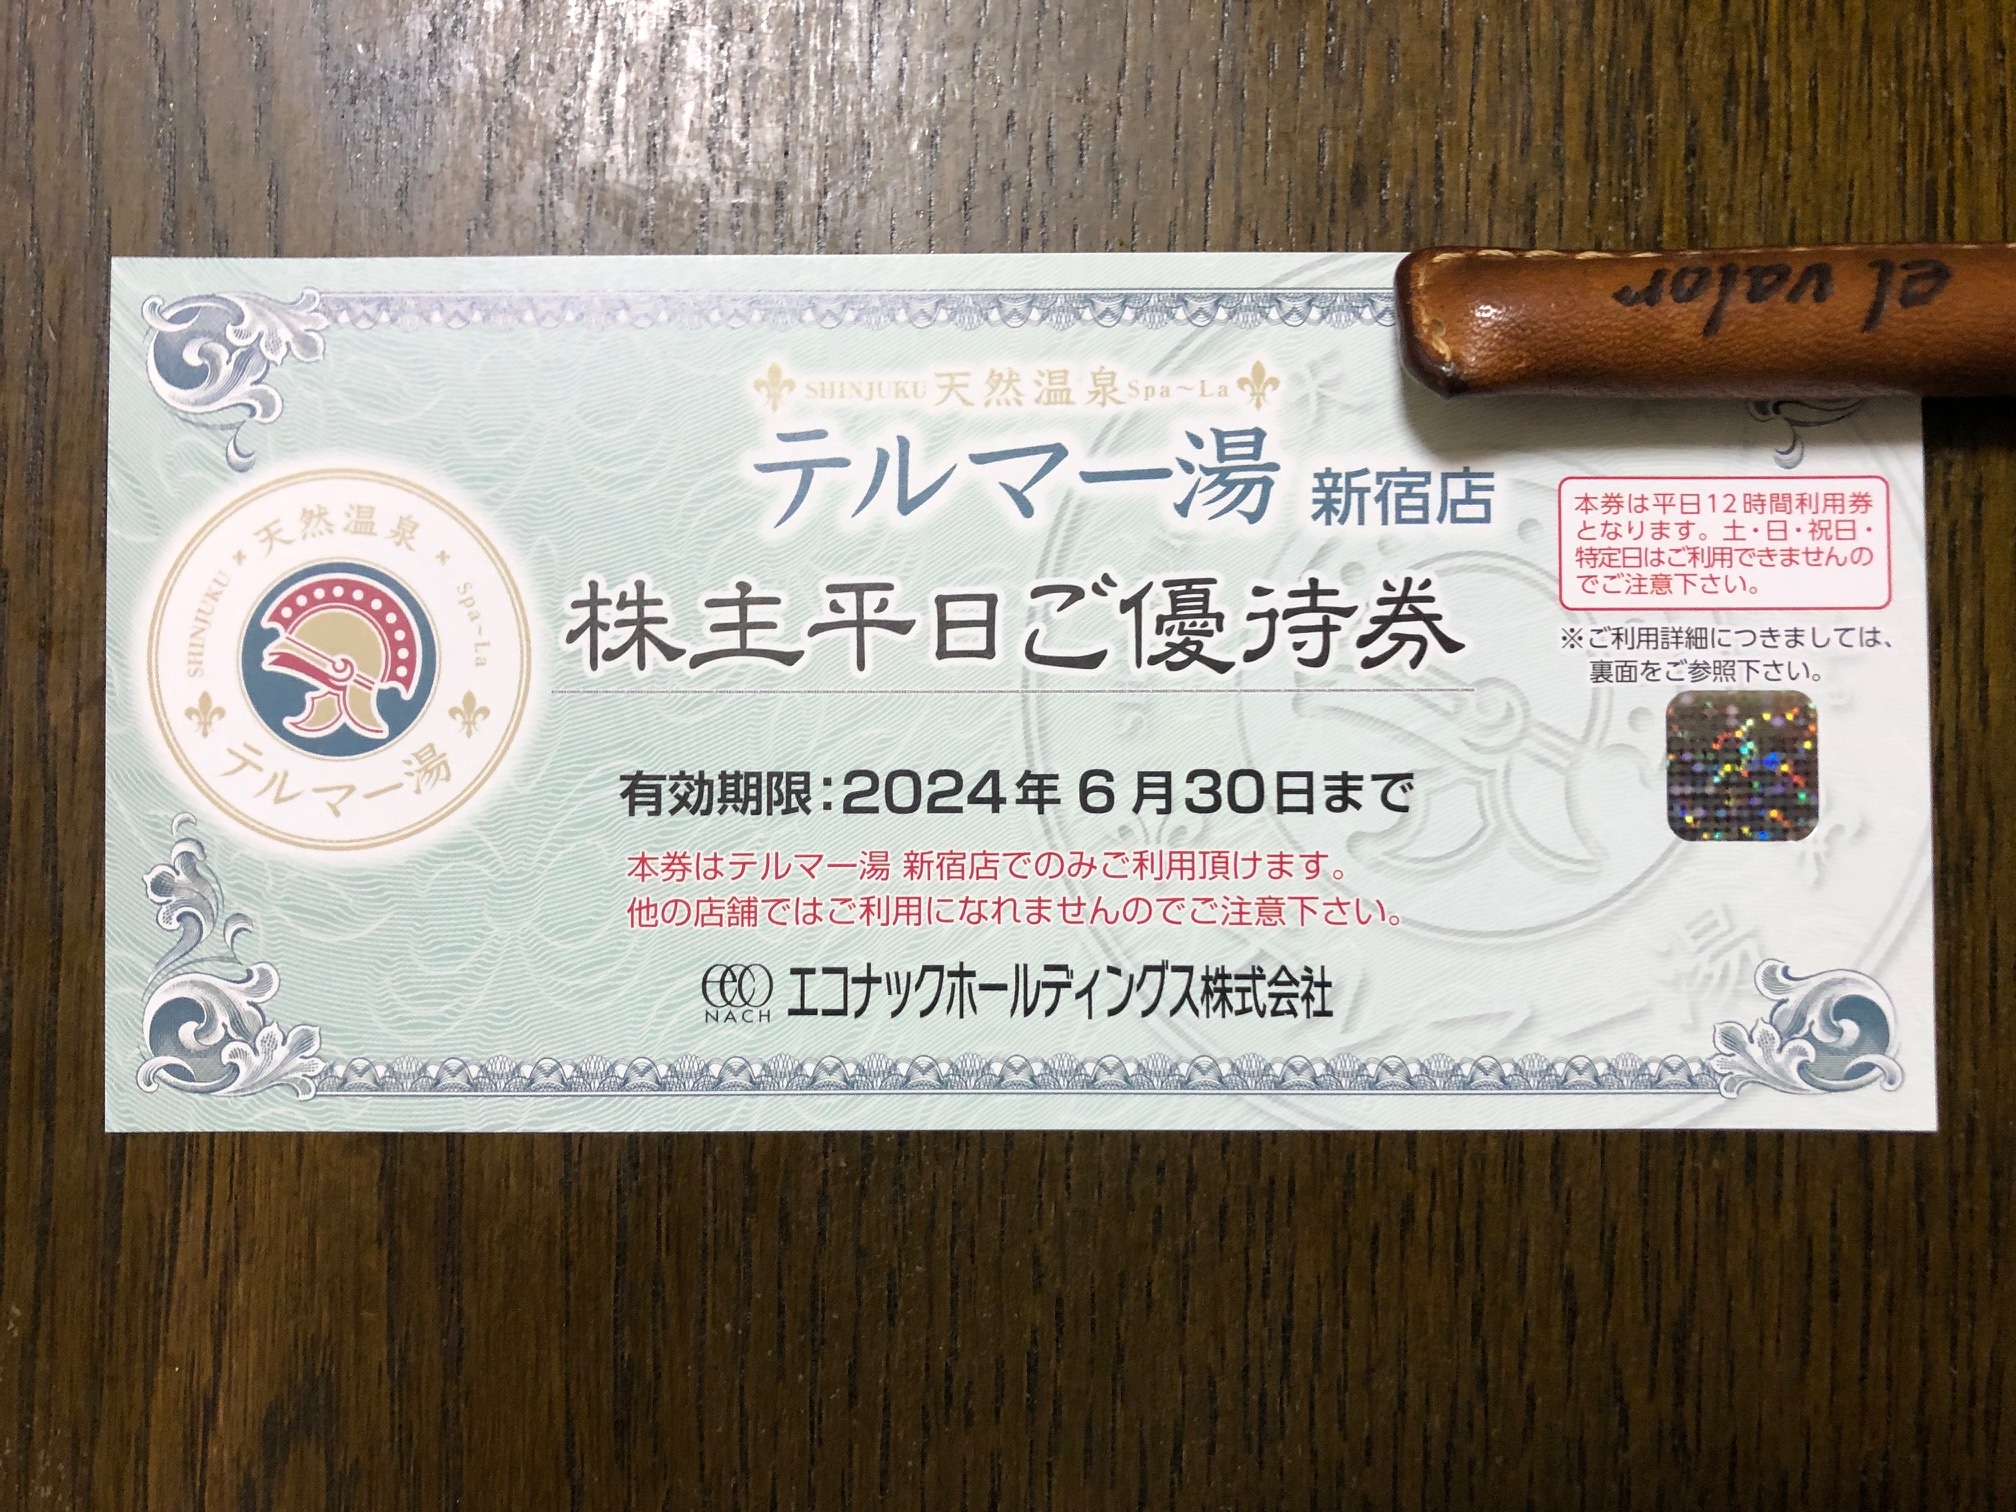 SHINJUKU 天然温泉 Spa~La
テルマー湯 新宿店
株主平日ご優待券
有効期限：2024年6月30日まで
本券はテルマー湯 新宿店でのみご利用頂けます。
他の店舗ではご利用になれませんのでご注意下さい。
NACH エコナックホールディングス株式会社
本券は平日12時間利用券
となります。土・日・祝日・
特定日はご利用できませんの
でご注意下さい。
※ご利用詳細につきましては、
裏面をご参照下さい。
SHINJUKU 天然温泉 Spa~La
テルマー湯
el valor